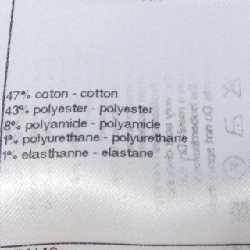 47% coton - cotton
43% polyester - polyester
8% polyamide - polyamide
1% polyurethane - polyurethane
1% elasthanne - elastane